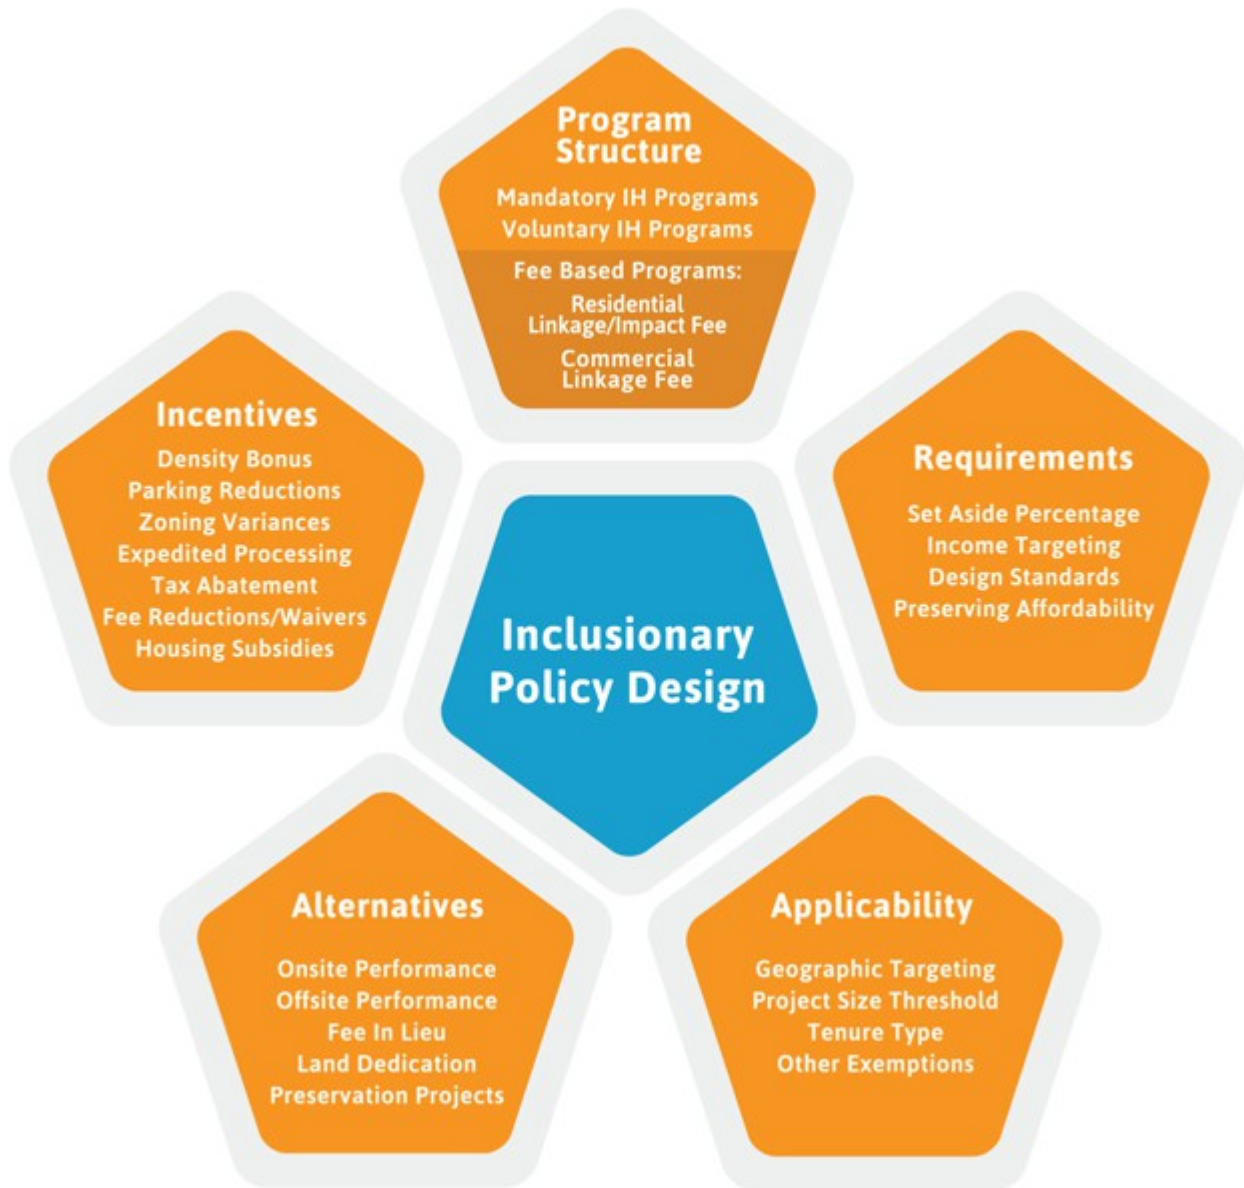 Program
Structure
Mandatory IH Programs
Voluntary IH Programs
Fee Based Programs:
Residential
Linkage/Impact Fee
Commercial
Linkage Fee
Incentives
Density Bonus
Parking Reductions
Zoning Variances
Expedited Processing
Tax Abatement
Fee Reductions/Waivers
Housing Subsidies
Requirements
Set Aside Percentage
Income Targeting
Design Standards
Preserving Affordability
Inclusionary
Policy Design
Alternatives
Onsite Performance
Offsite Performance
Fee In Lieu
Land Dedication
Preservation Projects
Applicability
Geographic Targeting
Project Size Threshold
Tenure Type
Other Exemptions